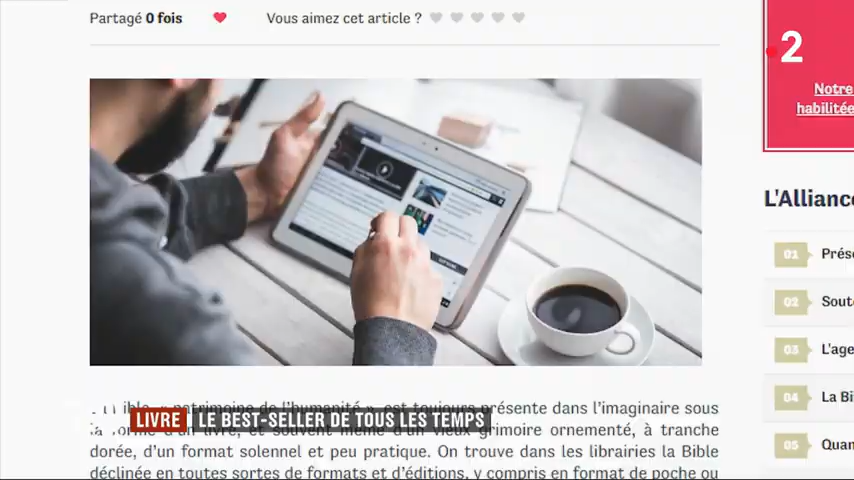 Partagé 0 fois
Vous aimez cet article ?
2
Notre
habilitée
L'Alliance
01 Prés
02 Sout
03 L'age
04 La Bi
05 Quan
LIVRE LE BEST-SELLER DE TOUS LES TEMPS
patrimoine de l'humanité », est toujours présente dans l'imaginaire sous
forme d'un livre, et souvent même d'un vieux grimoire ornementé, à tranche
dorée, d'un format solennel et peu pratique. On trouve dans les librairies la Bible
déclinée en toutes sortes de formats et d'éditions, y compris en format de poche ou